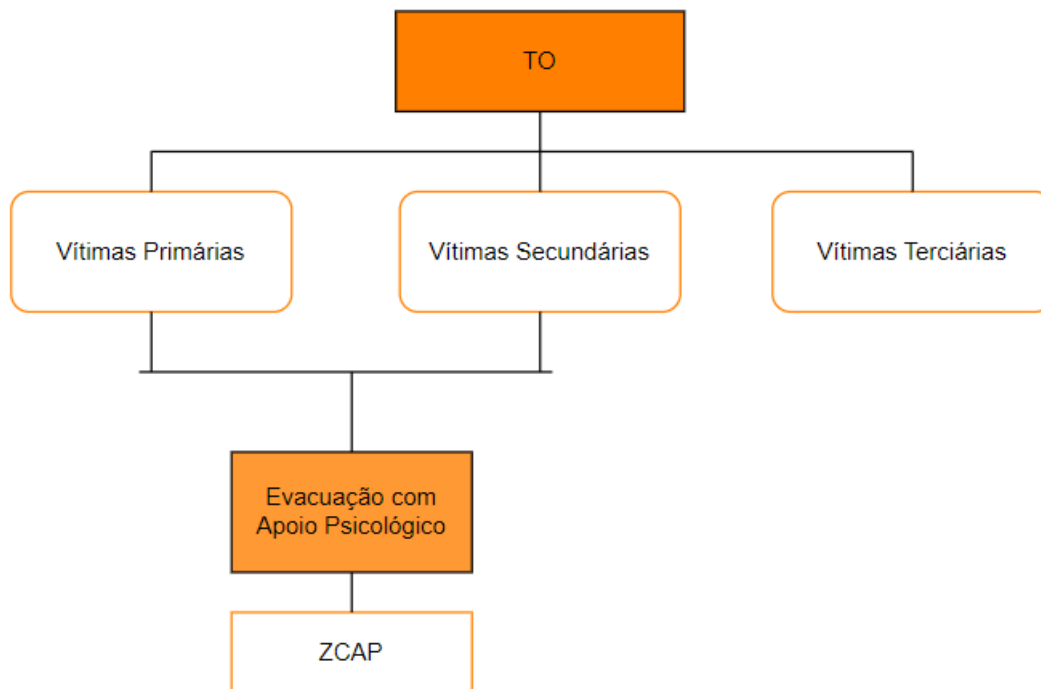 TO
Vítimas Primárias
Vítimas Secundárias
Vítimas Terciárias
Evacuação com
Apoio Psicológico
ZCAP